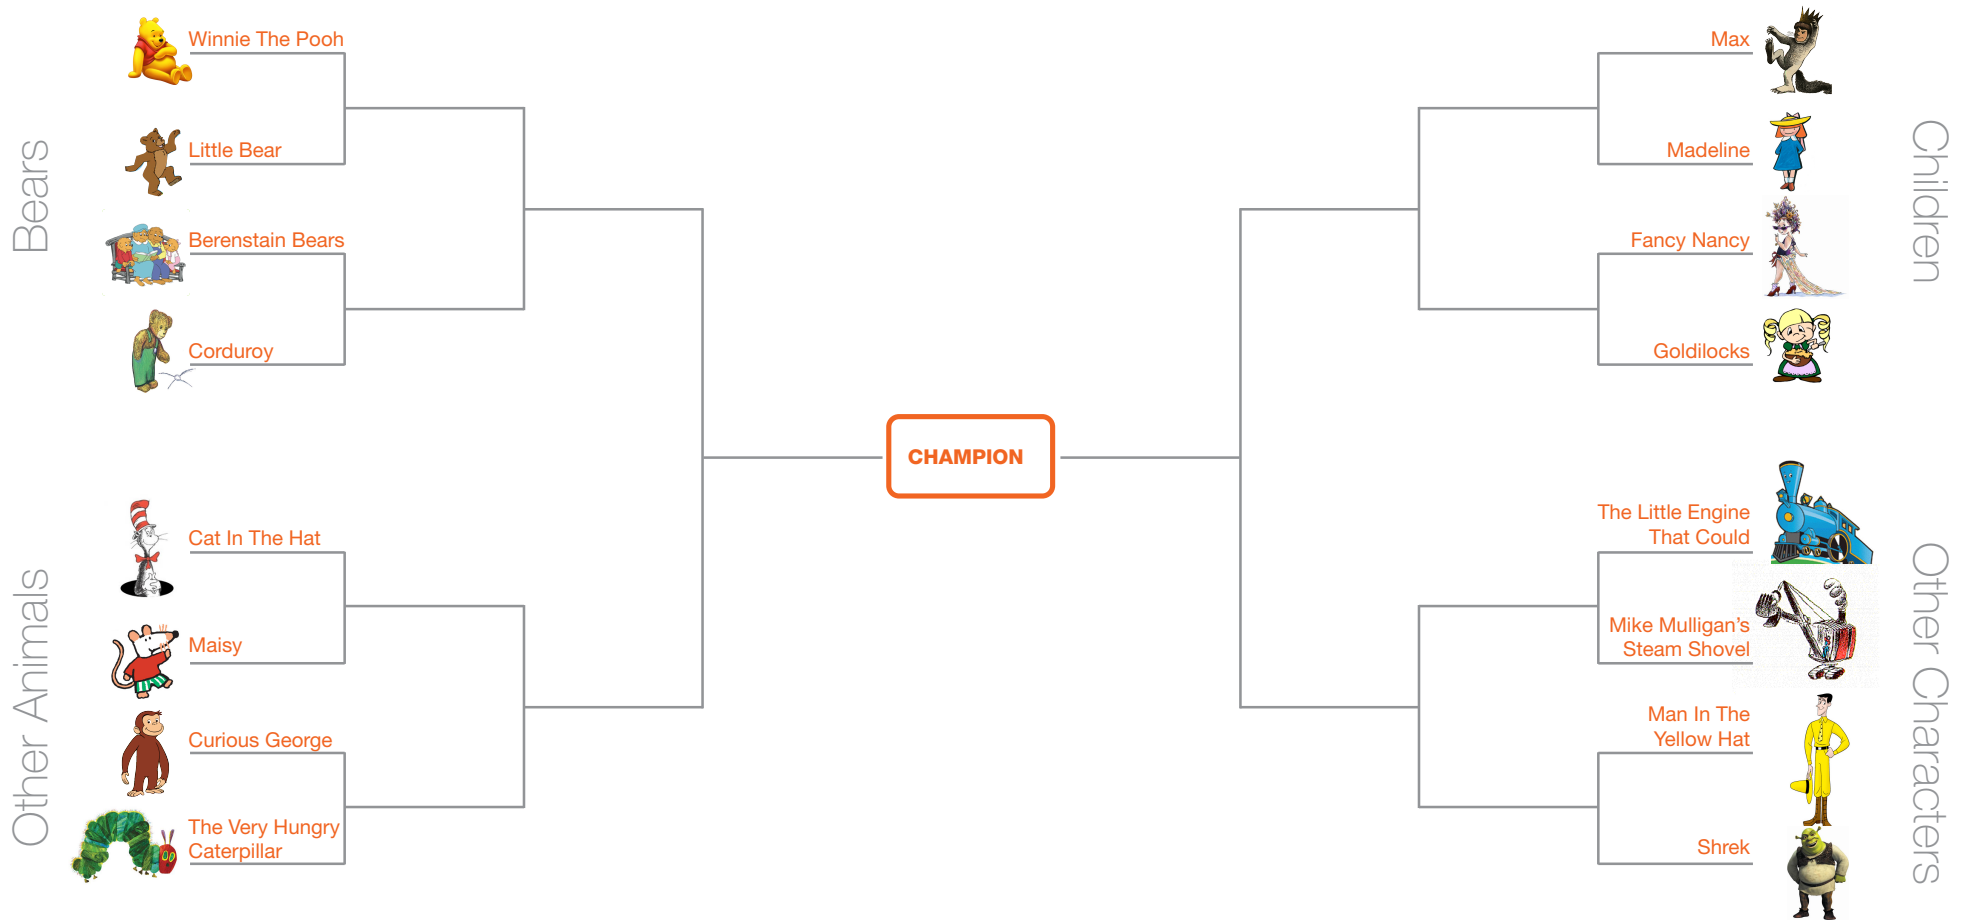 Bears
Winnie The Pooh
Little Bear
Berenstain Bears
Corduroy
Other Animals
Cat In The Hat
Maisy
Curious George
The Very Hungry
Caterpillar
CHAMPION
Children
Max
Madeline
Fancy Nancy
Goldilocks
Other Characters
The Little Engine
That Could
Mike Mulligan’s
Steam Shovel
Man In The
Yellow Hat
Shrek